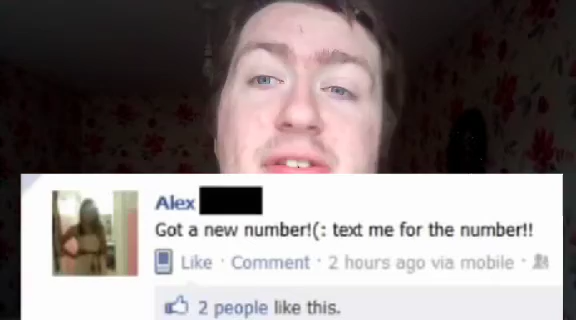 Alex
Got a new number!(: text me for the number!!
Like · Comment · 2 hours ago via mobile ·
2 people like this.